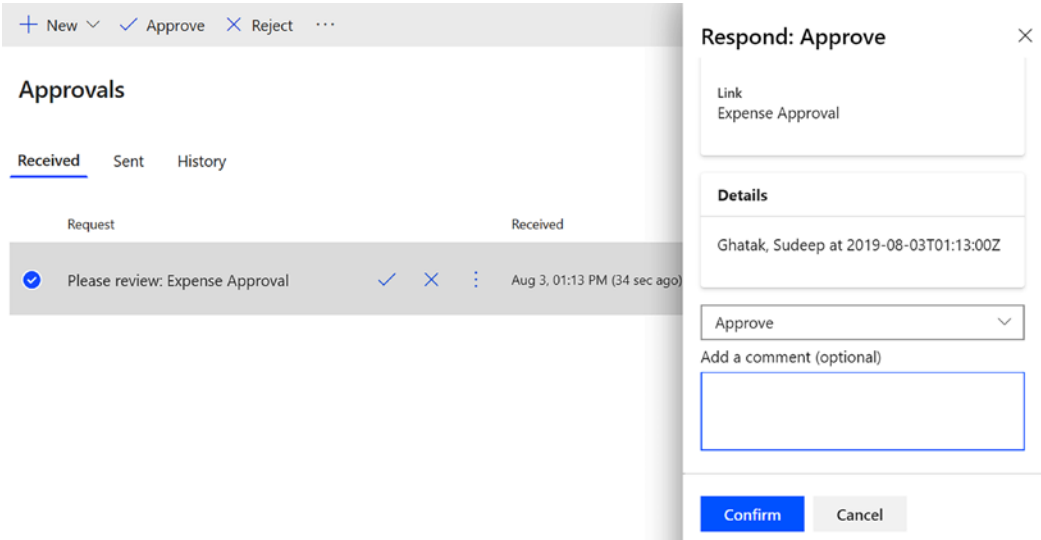 New Approve Reject ...
Approvals
Received Sent History
Request Received
Please review: Expense Approval Aug 3, 01:13 PM (34 sec ago)
Respond: Approve
Link
Expense Approval
Details
Ghatak, Sudeep at 2019-08-03T01:13:00Z
Approve
Add a comment (optional)
Confirm Cancel